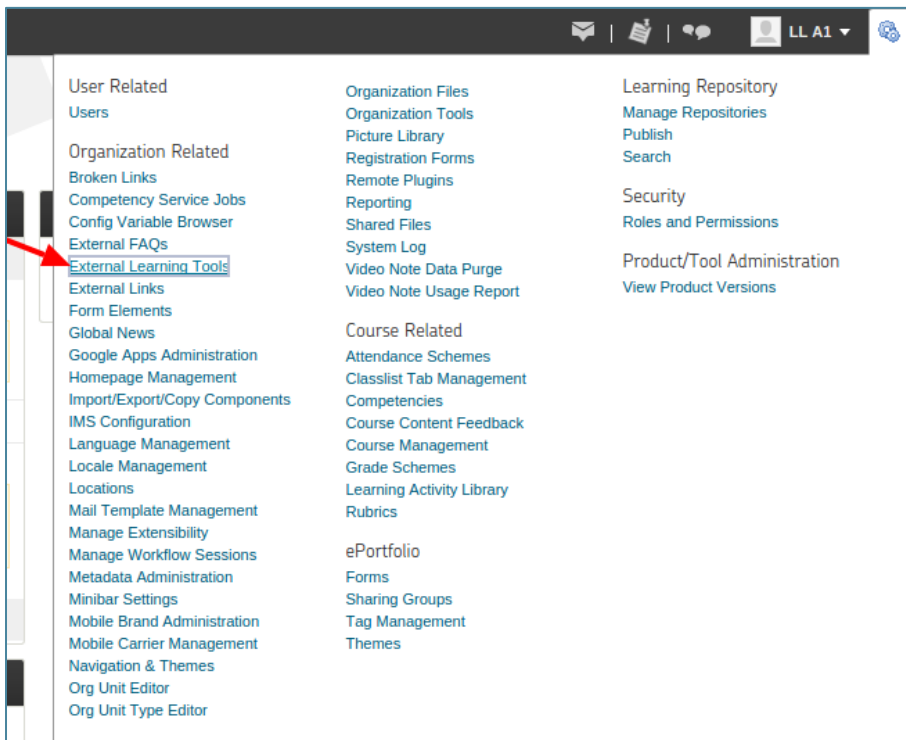 LL A1
User Related
Users
Organization Related
Broken Links
Competency Service Jobs
Config Variable Browser
External FAQs
External Learning Tools
External Links
Form Elements
Global News
Google Apps Administration
Homepage Management
Import/Export/Copy Components
IMS Configuration
Language Management
Locale Management
Locations
Mail Template Management
Manage Extensibility
Manage Workflow Sessions
Metadata Administration
Minibar Settings
Mobile Brand Administration
Mobile Carrier Management
Navigation & Themes
Org Unit Editor
Org Unit Type Editor
Organization Files
Organization Tools
Picture Library
Registration Forms
Remote Plugins
Reporting
Shared Files
System Log
Video Note Data Purge
Video Note Usage Report
Course Related
Attendance Schemes
Classlist Tab Management
Competencies
Course Content Feedback
Course Management
Grade Schemes
Learning Activity Library
Rubrics
ePortfolio
Forms
Sharing Groups
Tag Management
Themes
Learning Repository
Manage Repositories
Publish
Search
Security
Roles and Permissions
Product/Tool Administration
View Product Versions